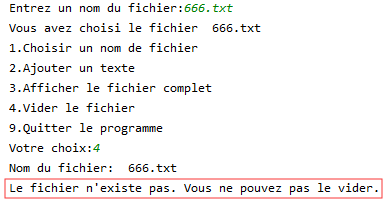 Entrez un nom du fichier:666.txt
Vous avez choisi le fichier  666.txt
1.Choisir un nom de fichier
2.Ajouter un texte
3.Afficher le fichier complet
4.Vider le fichier
9.Quitter le programme
Votre choix:4
Nom du fichier:  666.txt
Le fichier n'existe pas. Vous ne pouvez pas le vider.